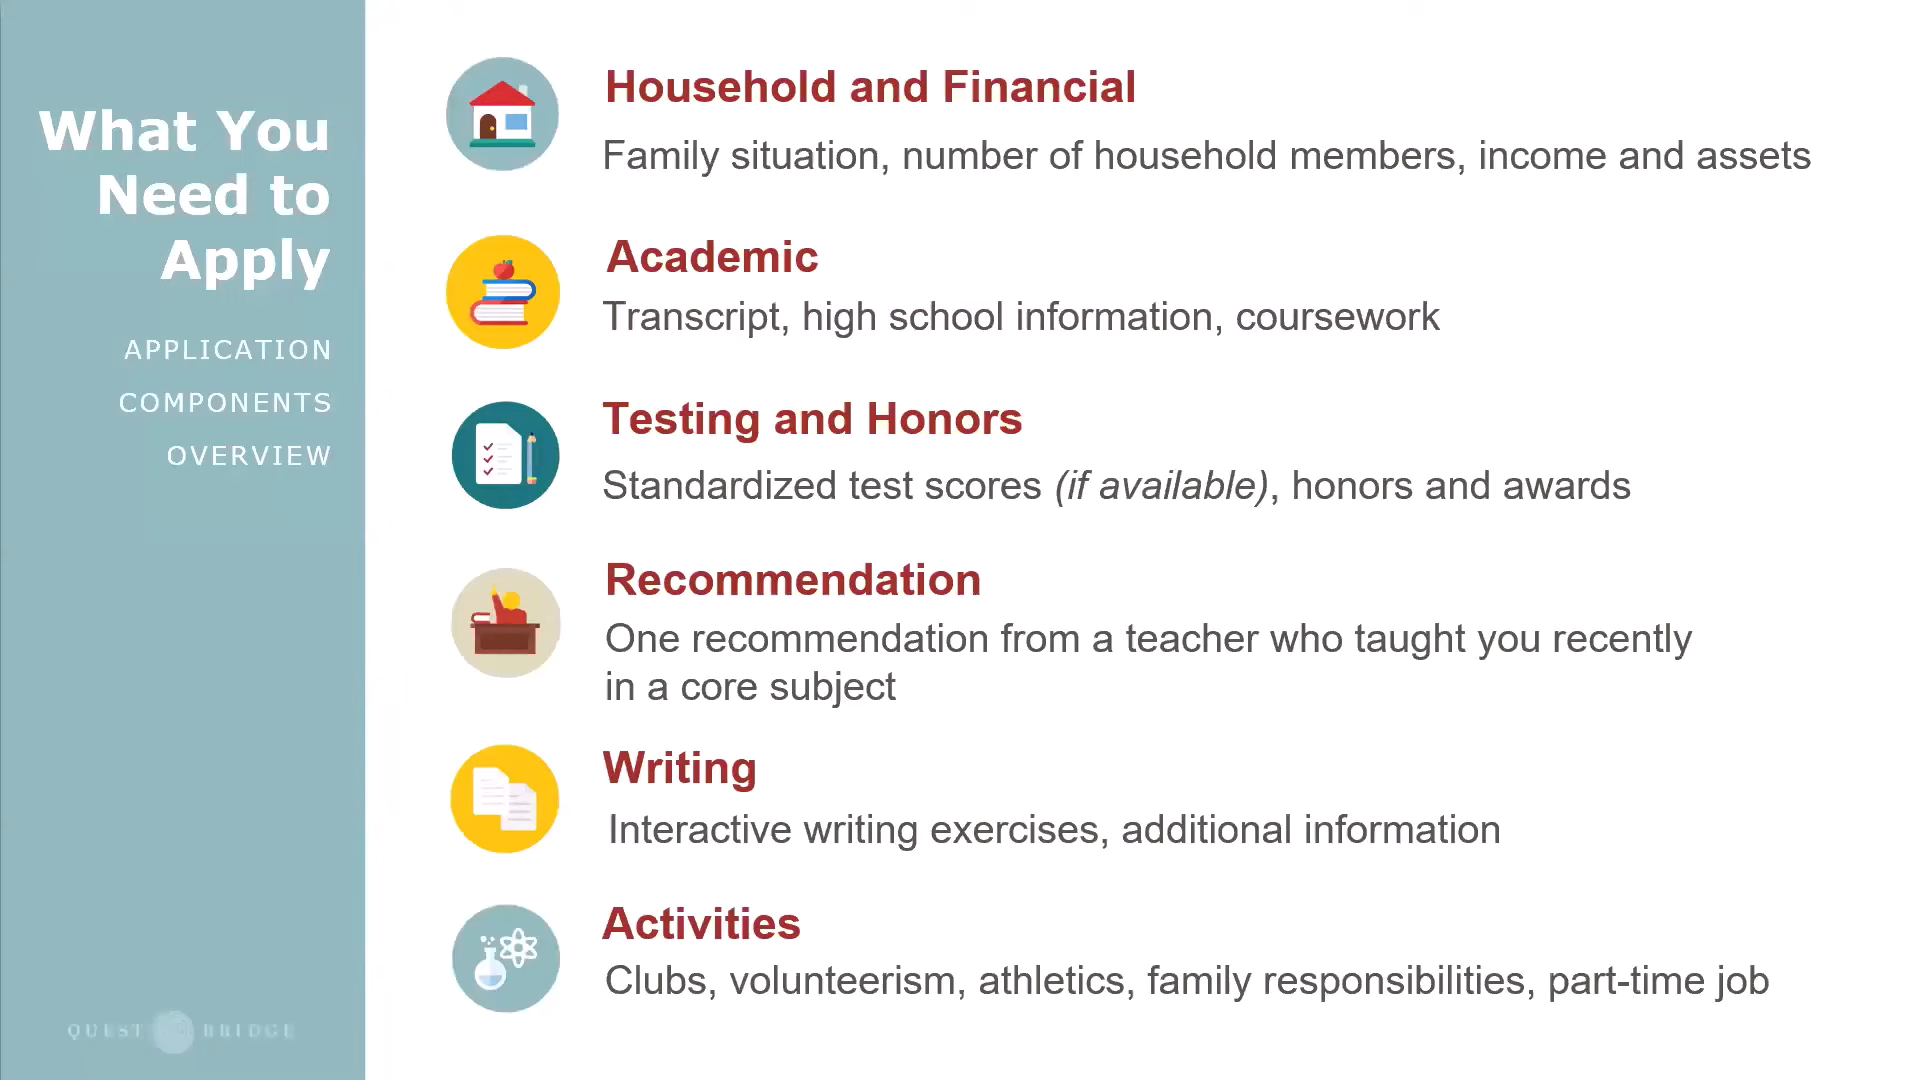 What You
Need to
Apply
APPLICATION
COMPONENTS
OVERVIEW
QUEST BRIDGE
Household and Financial
Family situation, number of household members, income and assets
Academic
Transcript, high school information, coursework
Testing and Honors
Standardized test scores (if available), honors and awards
Recommendation
One recommendation from a teacher who taught you recently
in a core subject
Writing
Interactive writing exercises, additional information
Activities
Clubs, volunteerism, athletics, family responsibilities, part-time job